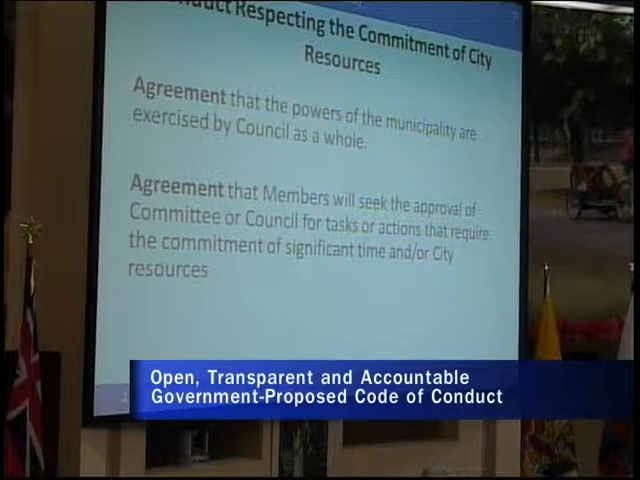 Conduct Respecting the Commitment of City
Resources
Agreement that the powers of the municipality are
exercised by Council as a whole.
Agreement that Members will seek the approval of
Committee or Council for tasks or actions that require
the commitment of significant time and/or City
resources
2
Open, Transparent and Accountable
Government-Proposed Code of Conduct